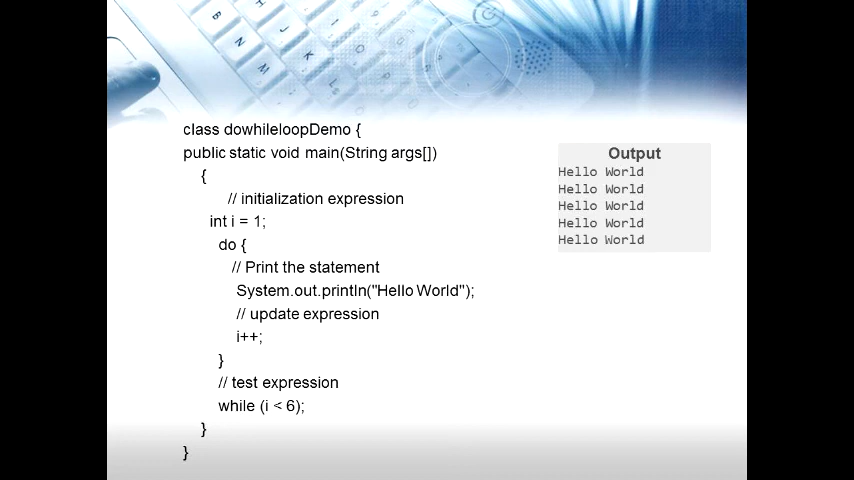 class dowhileloopDemo {
public static void main(String args[])
{
// initialization expression
int i = 1;
do {
// Print the statement
System.out.println("Hello World");
// update expression
i++;
}
// test expression
while (i < 6);
}
}
Output
Hello World
Hello World
Hello World
Hello World
Hello World